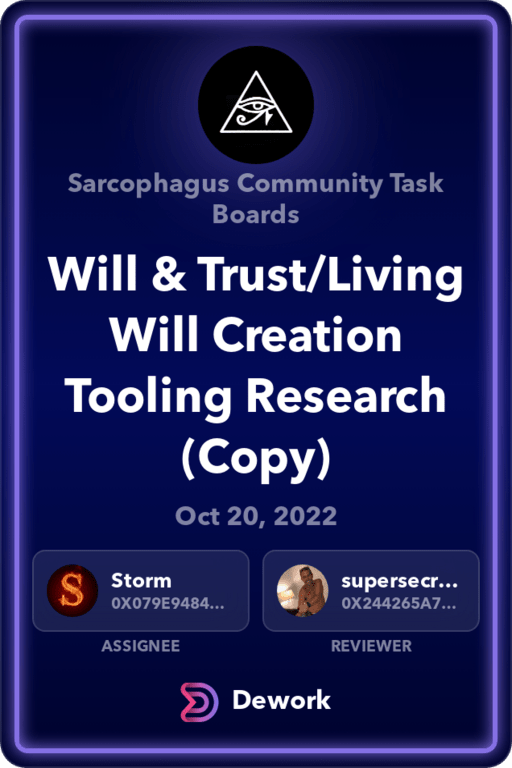 Sarcophagus Community Task
Boards
Will & Trust/Living
Will Creation
Tooling Research
(Copy)
Oct 20, 2022
S
Storm
0X079E9484...
supersecr...
0X244265A7...
ASSIGNEE
REVIEWER
Dework